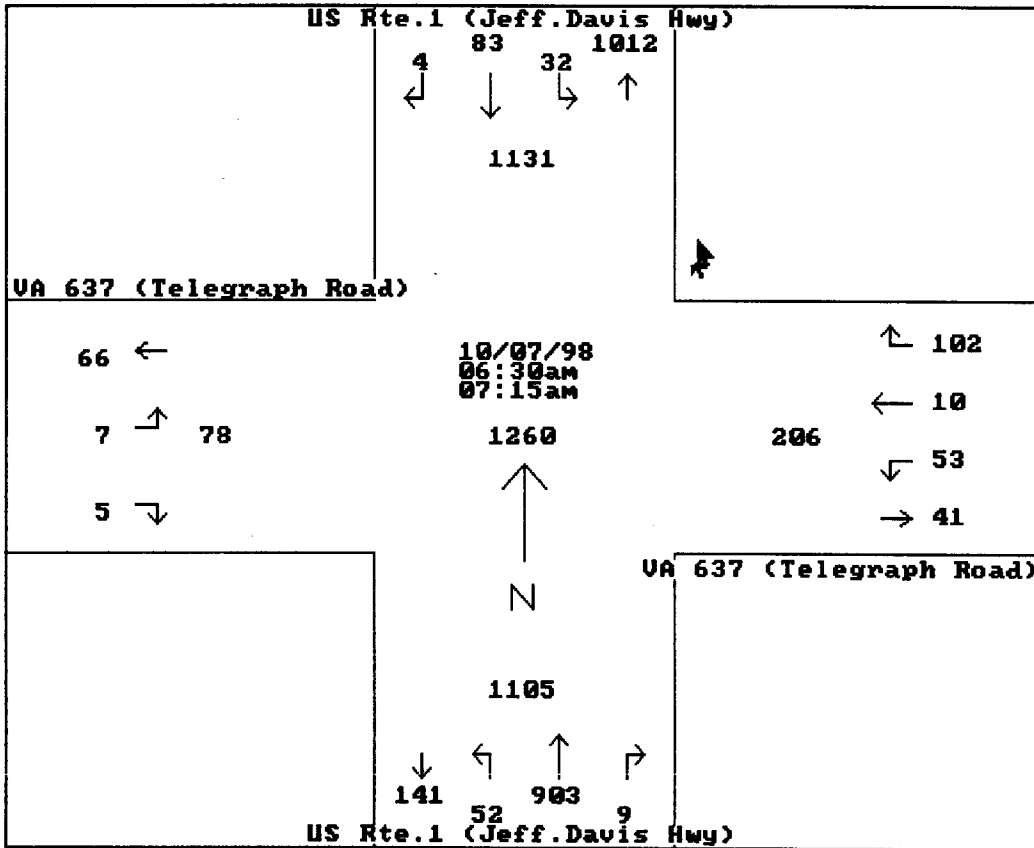 US Rte.1 (Jeff.Davis Hwy)
4 83 32 1012
1131
VA 637 (Telegraph Road)
66
7 78
5
10/07/98
06:30am
07:15am
1260
206
102
10
53
41
VA 637 (Telegraph Road)
N
1105
141 52 903 9
US Rte.1 (Jeff.Davis Hwy)